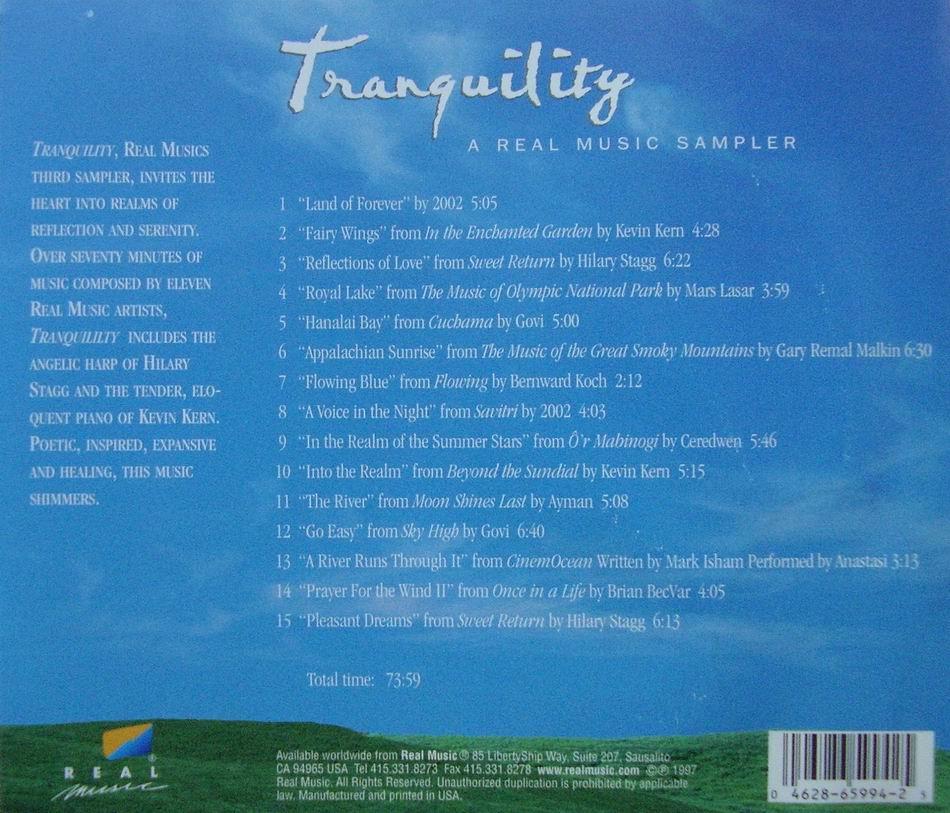 Tranquility
A REAL MUSIC SAMPLER
TRANQUILITY, REAL MUSICS
THIRD SAMPLER, INVITES THE
HEART INTO REALMS OF
REFLECTION AND SERENITY.
OVER SEVENTY MINUTES OF
MUSIC COMPOSED BY ELEVEN
REAL MUSIC ARTISTS,
TRANQUILILTY INCLUDES THE
ANGELIC HARP OF HILARY
STAGG AND THE TENDER, ELO-
QUENT PIANO OF KEVIN KERN.
POETIC, INSPIRED, EXPANSIVE
AND HEALING, THIS MUSIC
SHIMMERS.
1 “Land of Forever” by 2002 5:05
2 “Fairy Wings” from In the Enchanted Garden by Kevin Kern 4:28
3 “Reflections of Love” from Sweet Return by Hilary Stagg 6:22
4 “Royal Lake” from The Music of Olympic National Park by Mars Lasar 3:59
5 “Hanalai Bay” from Cuchama by Govi 5:00
6 “Appalachian Sunrise” from The Music of the Great Smoky Mountains by Gary Remal Malkin 6:30
7 “Flowing Blue” from Flowing by Bernward Koch 2:12
8 “A Voice in the Night” from Savitri by 2002 4:03
9 “In the Realm of the Summer Stars” from Ô'r Mabinogi by Ceredwen 5:46
10 “Into the Realm” from Beyond the Sundial by Kevin Kern 5:15
11 “The River” from Moon Shines Last by Ayman 5:08
12 “Go Easy” from Sky High by Govi 6:40
13 “A River Runs Through It” from CinemOcean Written by Mark Isham Performed by Anastasi 3:13
14 “Prayer For the Wind II” from Once in a Life by Brian BecVar 4:05
15 “Pleasant Dreams” from Sweet Return by Hilary Stagg 6:13
Total time: 73:59
REAL®
music
Available worldwide from Real Music® 85 LibertyShip Way, Suite 207, Sausalito
CA 94965 USA Tel 415.331.8273 Fax 415.331.8278 www.realmusic.com ©℗ 1997
Real Music. All Rights Reserved. Unauthorized duplication is prohibited by applicable
law. Manufactured and printed in USA.
0 4628-65994-2 5